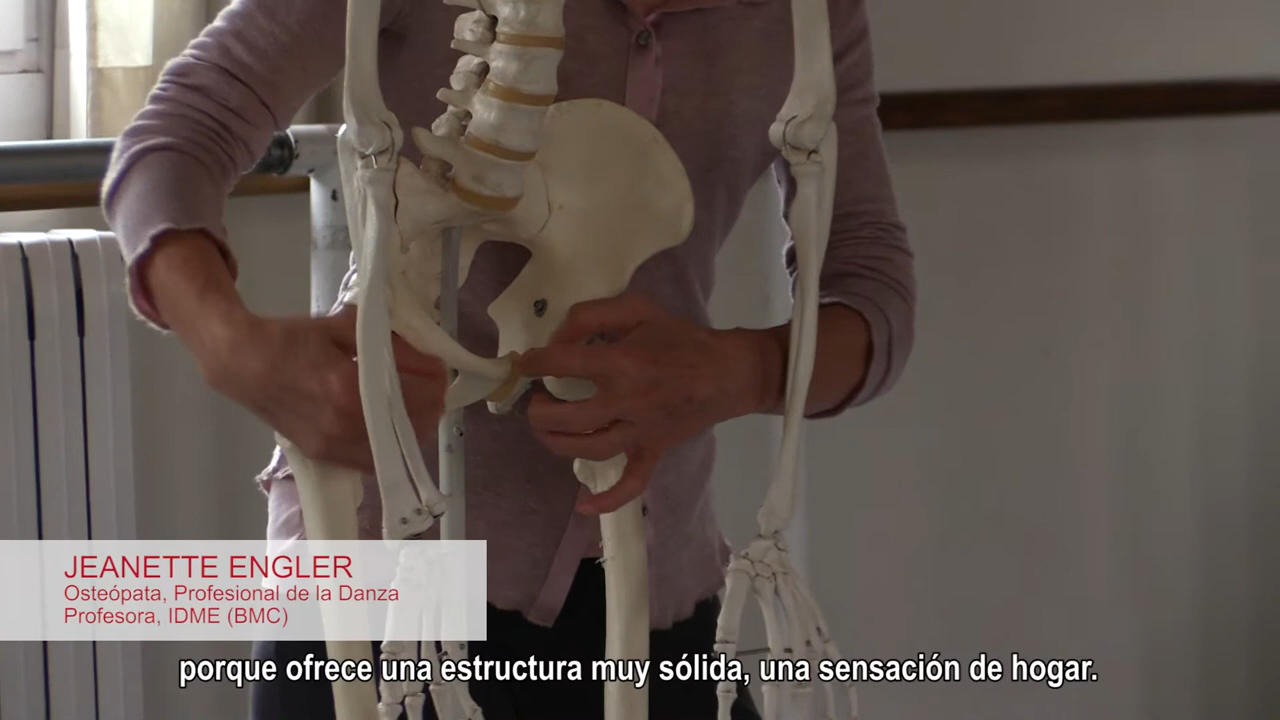 JEANETTE ENGLER
Osteópata, Profesional de la Danza
Profesora, IDME (BMC)
porque ofrece una estructura muy sólida, una sensación de hogar.